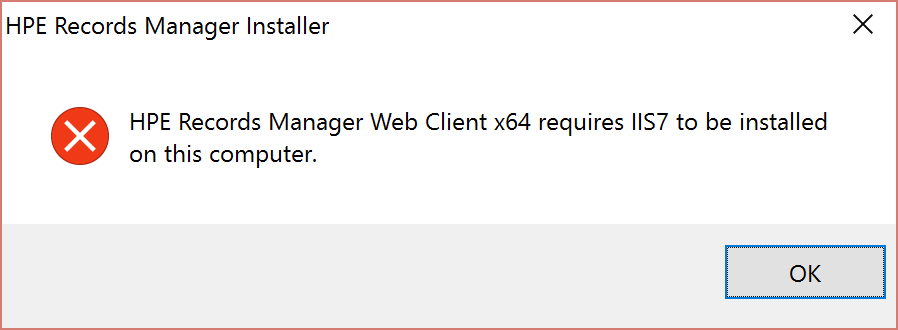 HPE Records Manager Installer
HPE Records Manager Web Client x64 requires IIS7 to be installed
on this computer.
OK